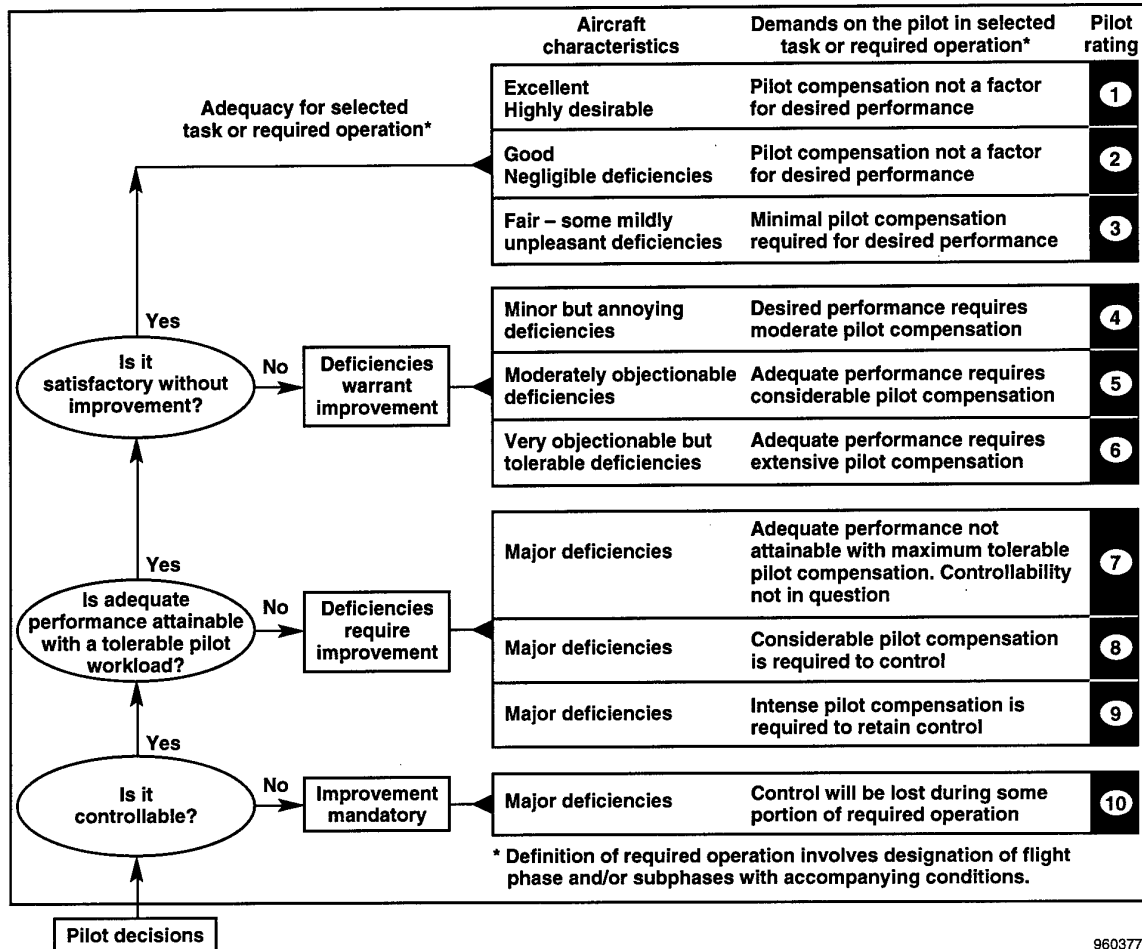 Adequacy for selected
task or required operation*
Aircraft
characteristics
Demands on the pilot in selected
task or required operation*
Pilot
rating
Excellent
Highly desirable
Pilot compensation not a factor
for desired performance
1
Good
Negligible deficiencies
Pilot compensation not a factor
for desired performance
2
Fair – some mildly
unpleasant deficiencies
Minimal pilot compensation
required for desired performance
3
Yes
Is it
satisfactory without
improvement?
No
Deficiencies
warrant
improvement
Minor but annoying
deficiencies
Desired performance requires
moderate pilot compensation
4
Moderately objectionable
deficiencies
Adequate performance requires
considerable pilot compensation
5
Very objectionable but
tolerable deficiencies
Adequate performance requires
extensive pilot compensation
6
Yes
Is adequate
performance attainable
with a tolerable pilot
workload?
No
Deficiencies
require
improvement
Major deficiencies
Adequate performance not
attainable with maximum tolerable
pilot compensation. Controllability
not in question
7
Major deficiencies
Considerable pilot compensation
is required to control
8
Major deficiencies
Intense pilot compensation is
required to retain control
9
Yes
Is it
controllable?
No
Improvement
mandatory
Major deficiencies
Control will be lost during some
portion of required operation
10
* Definition of required operation involves designation of flight
phase and/or subphases with accompanying conditions.
Pilot decisions
960377